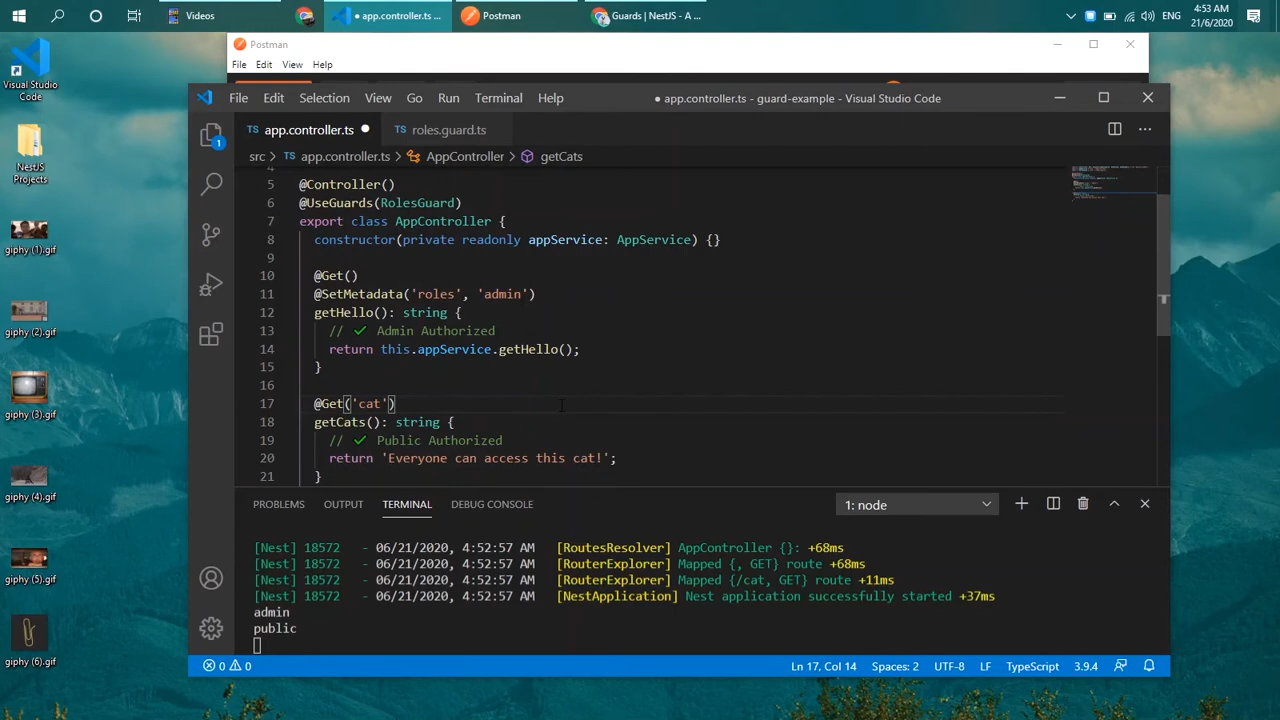 Videos
app.controller.ts ...
Postman
Guards | NestJS - A ...
ENG
4:53 AM
21/6/2020
Visual Studio
Code
NestJS
Projects
giphy (1).gif
giphy (2).gif
giphy (3).gif
giphy (4).gif
giphy (5).gif
giphy (6).gif
Postman
File Edit View Help
File Edit Selection View Go Run Terminal Help
● app.controller.ts - guard-example - Visual Studio Code
TS app.controller.ts ●
TS roles.guard.ts
1
src > TS app.controller.ts > AppController > getCats
4
5 @Controller()
6 @UseGuards(RolesGuard)
7 export class AppController {
8 constructor(private readonly appService: AppService) {}
9
10 @Get()
11 @SetMetadata('roles', 'admin')
12 getHello(): string {
13 // ✔ Admin Authorized
14 return this.appService.getHello();
15 }
16
17 @Get('cat')
18 getCats(): string {
19 // ✔ Public Authorized
20 return 'Everyone can access this cat!';
21 }
PROBLEMS OUTPUT TERMINAL DEBUG CONSOLE
1: node
[Nest] 18572 - 06/21/2020, 4:52:57 AM [RoutesResolver] AppController {}: +68ms
[Nest] 18572 - 06/21/2020, 4:52:57 AM [RouterExplorer] Mapped {, GET} route +68ms
[Nest] 18572 - 06/21/2020, 4:52:57 AM [RouterExplorer] Mapped {/cat, GET} route +11ms
[Nest] 18572 - 06/21/2020, 4:52:57 AM [NestApplication] Nest application successfully started +37ms
admin
public
0 0
Ln 17, Col 14 Spaces: 2 UTF-8 LF TypeScript 3.9.4